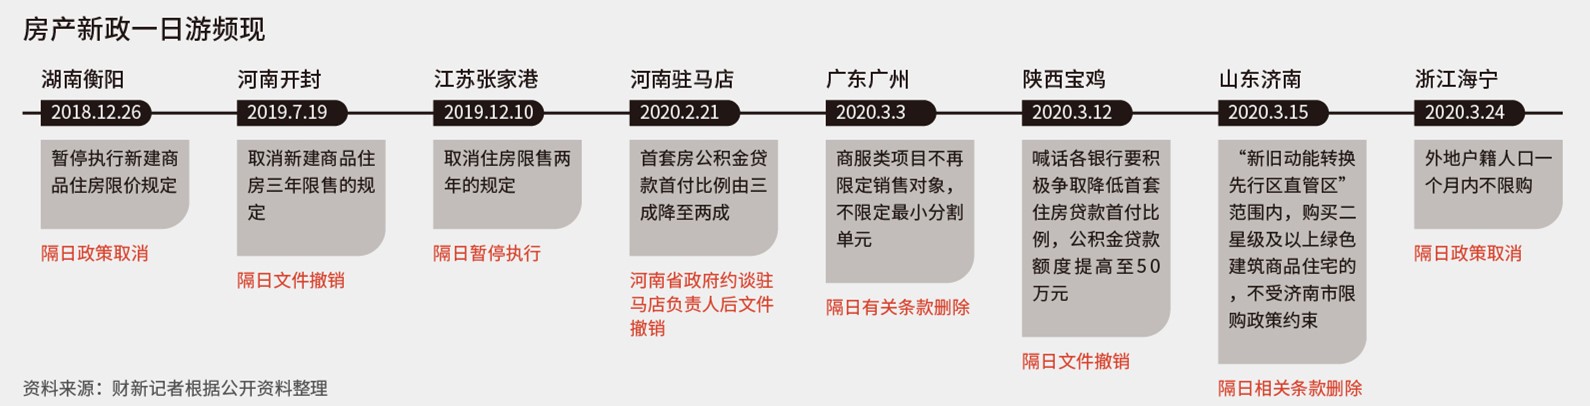 房产新政一日游频现
湖南衡阳
2018.12.26
暂停执行新建商
品住房限价规定
隔日政策取消
河南开封
2019.7.19
取消新建商品住
房三年限售的规
定
隔日文件撤销
江苏张家港
2019.12.10
取消住房限售两
年的规定
隔日暂停执行
河南驻马店
2020.2.21
首套房公积金贷
款首付比例由三
成降至两成
河南省政府约谈驻
马店负责人后文件
撤销
广东广州
2020.3.3
商服类项目不再
限定销售对象，
不限定最小分割
单元
隔日有关条款删除
陕西宝鸡
2020.3.12
喊话各银行要积
极争取降低首套
住房贷款首付比
例，公积金贷款
额度提高至50
万元
隔日文件撤销
山东济南
2020.3.15
“新旧动能转换
先行区直管区”
范围内，购买二
星级及以上绿色
建筑商品住宅的
，不受济南市限
购政策约束
隔日相关条款删除
浙江海宁
2020.3.24
外地户籍人口一
个月内不限购
隔日政策取消
资料来源：财新记者根据公开资料整理